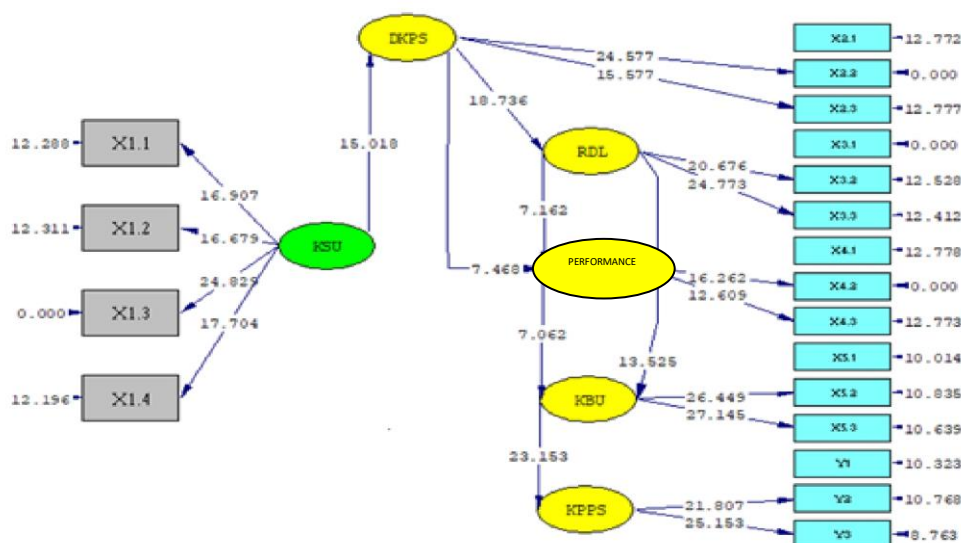 DKPS
X2.1
12.772
24.577
X2.2
0.000
15.577
X2.3
12.777
18.736
X3.1
0.000
12.288
X1.1
15.018
RDL
20.676
X3.2
12.528
24.773
16.907
X3.3
12.412
7.162
12.311
X1.2
16.679
KSU
X4.1
12.778
PERFORMANCE
7.468
16.262
X4.2
0.000
24.829
12.609
0.000
X1.3
17.704
X4.3
12.773
7.062
13.525
X5.1
10.014
12.196
X1.4
KBU
26.449
X5.2
10.835
27.145
X5.3
10.639
23.153
Y1
10.323
KPPS
21.807
Y2
10.768
25.153
Y3
8.763